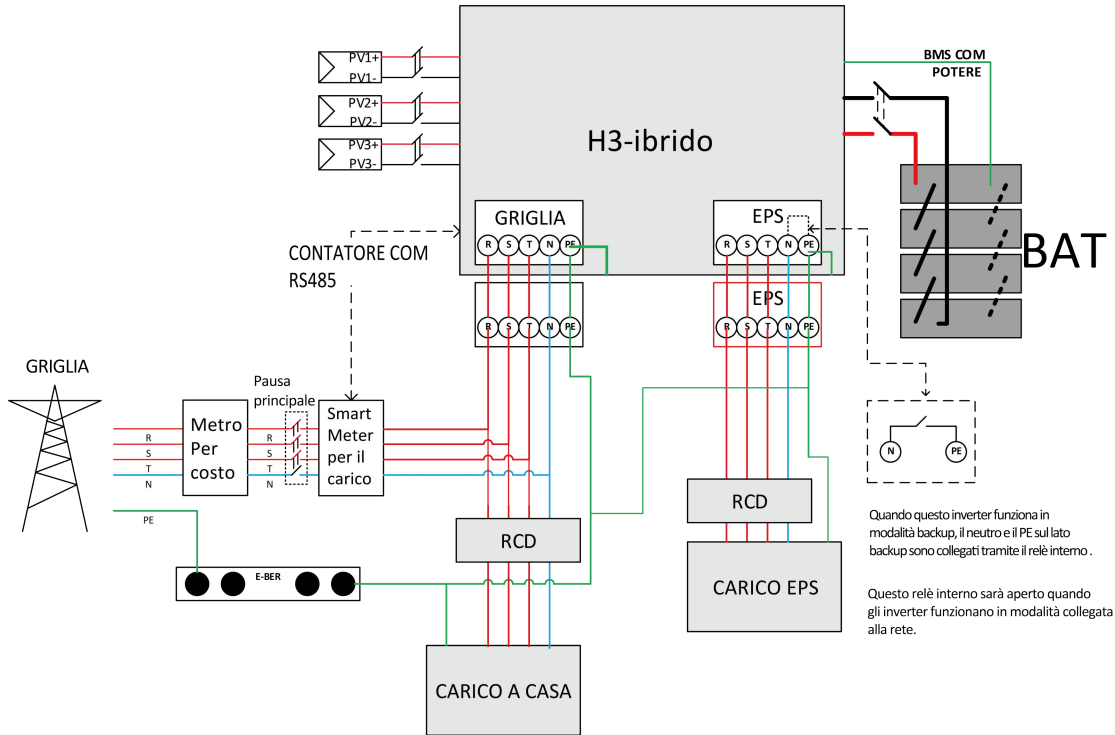 PV1+
PV1-
PV2+
PV2-
PV3+
PV3-
H3-ibrido
BMS COM
POTERE
BAT
GRIGLIA
R S T N PE
EPS
R S T N PE
CONTATORE COM
RS485
R S T N PE
EPS
R S T N PE
GRIGLIA
Metro
Per
costo
Pausa
principale
Smart
Meter
per il
carico
R
S
T
N
R
S
T
N
PE
E-BER
RCD
CARICO A CASA
RCD
CARICO EPS
N
PE
Quando questo inverter funziona in
modalità backup, il neutro e il PE sul lato
backup sono collegati tramite il relè interno .
Questo relè interno sarà aperto quando
gli inverter funzionano in modalità collegata
alla rete.